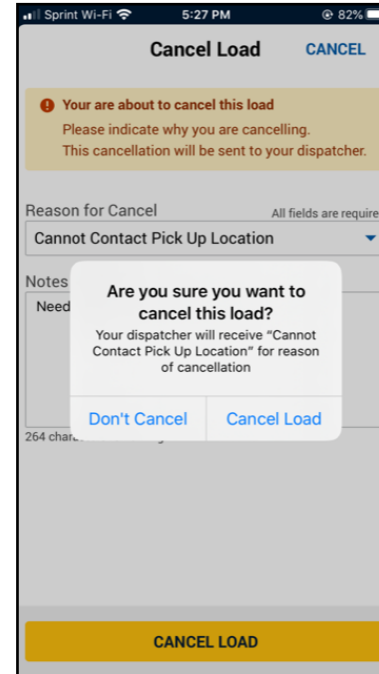 Sprint Wi-Fi 5:27 PM 82%
Cancel Load CANCEL
Your are about to cancel this load
Please indicate why you are cancelling.
This cancellation will be sent to your dispatcher.
Reason for Cancel All fields are require
Cannot Contact Pick Up Location
Notes
Need
Are you sure you want to
cancel this load?
Your dispatcher will receive "Cannot
Contact Pick Up Location" for reason
of cancellation
Don't Cancel Cancel Load
264
CANCEL LOAD